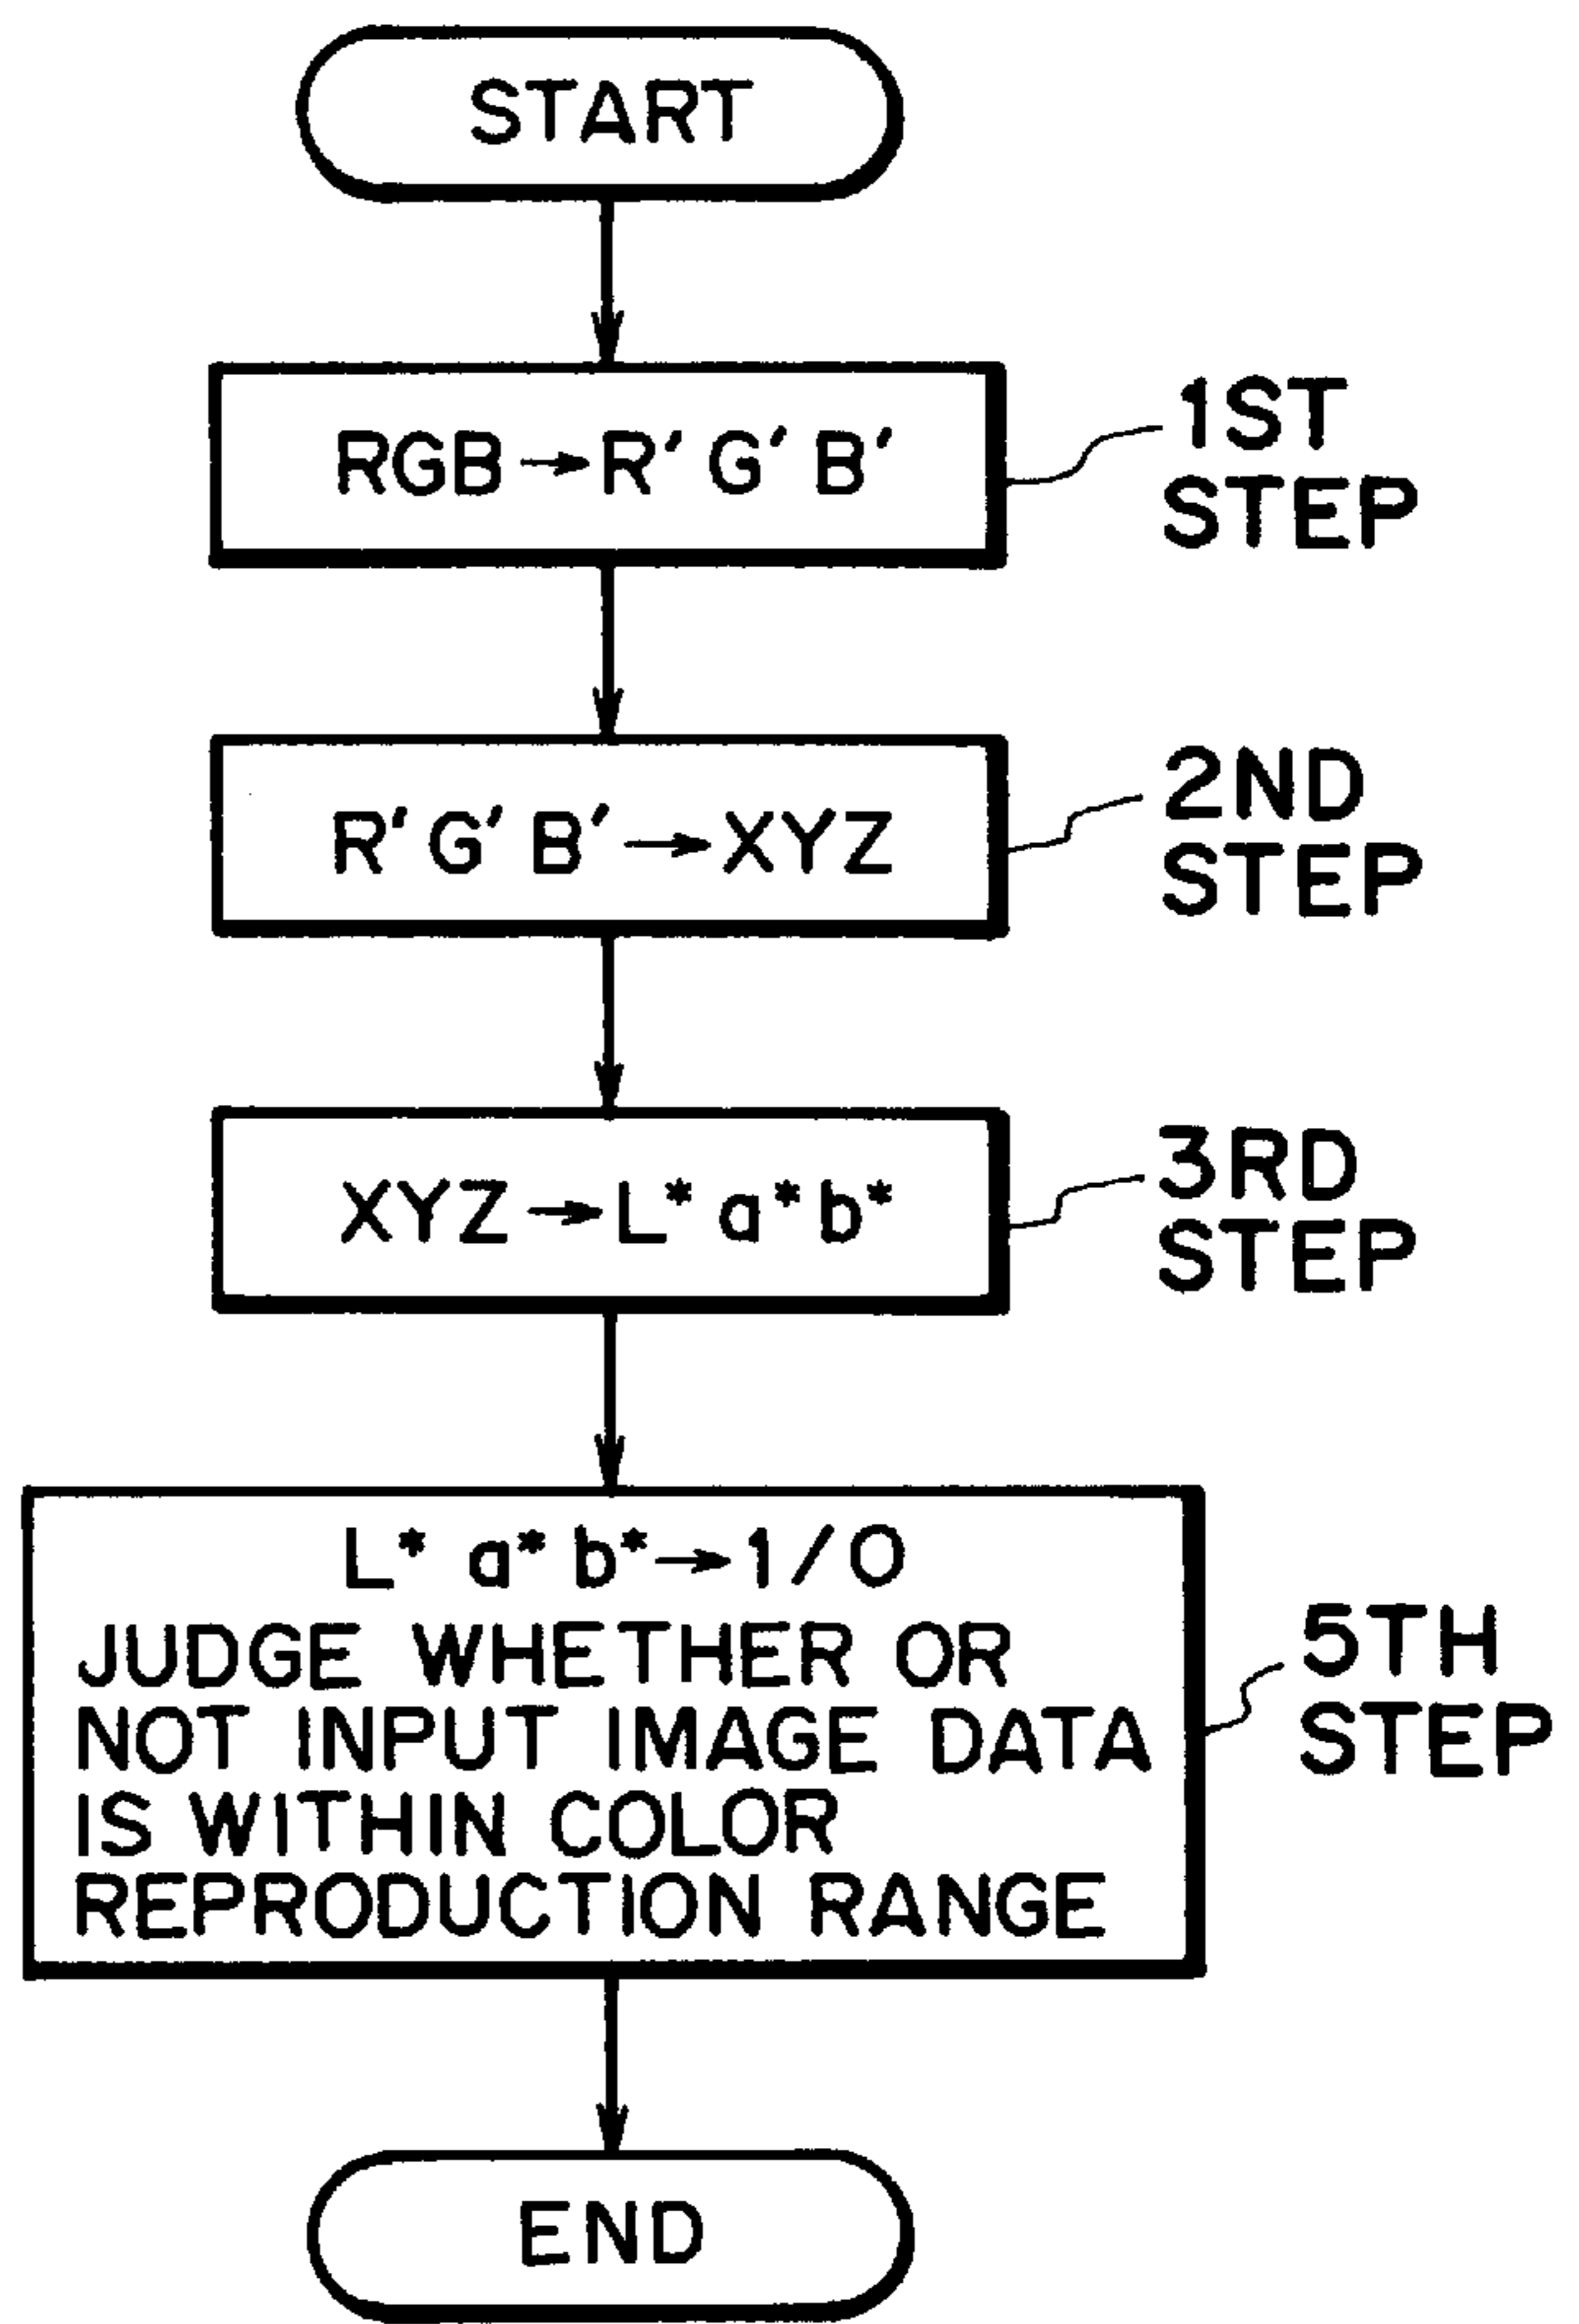 START
RGB→R'G'B'
1ST
STEP
R'G'B'→XYZ
2ND
STEP
XYZ→L*a*b*
3RD
STEP
L*a*b*→1/0
JUDGE WHETHER OR
NOT INPUT IMAGE DATA
IS WITHIN COLOR
REPRODUCTION RANGE
5TH
STEP
END